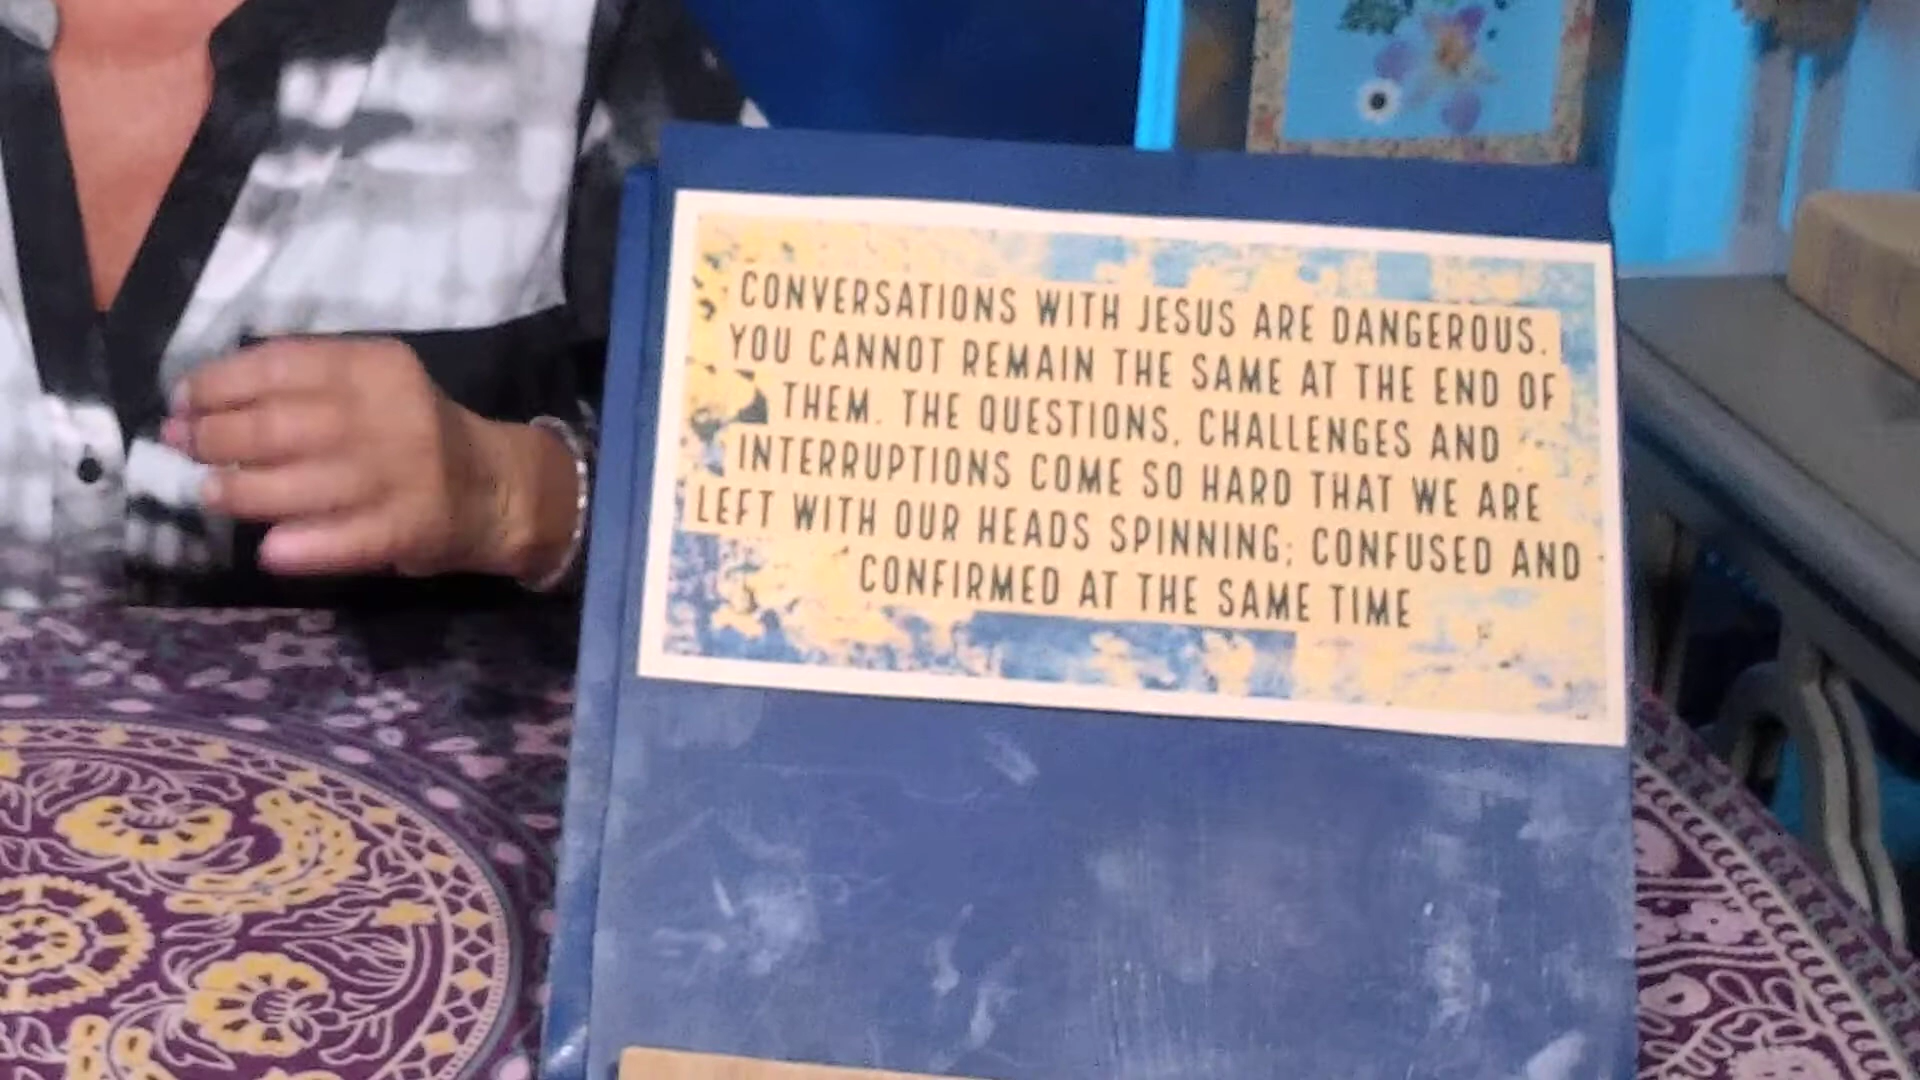 CONVERSATIONS WITH JESUS ARE DANGEROUS.
YOU CANNOT REMAIN THE SAME AT THE END OF
THEM. THE QUESTIONS, CHALLENGES AND
INTERRUPTIONS COME SO HARD THAT WE ARE
LEFT WITH OUR HEADS SPINNING; CONFUSED AND
CONFIRMED AT THE SAME TIME